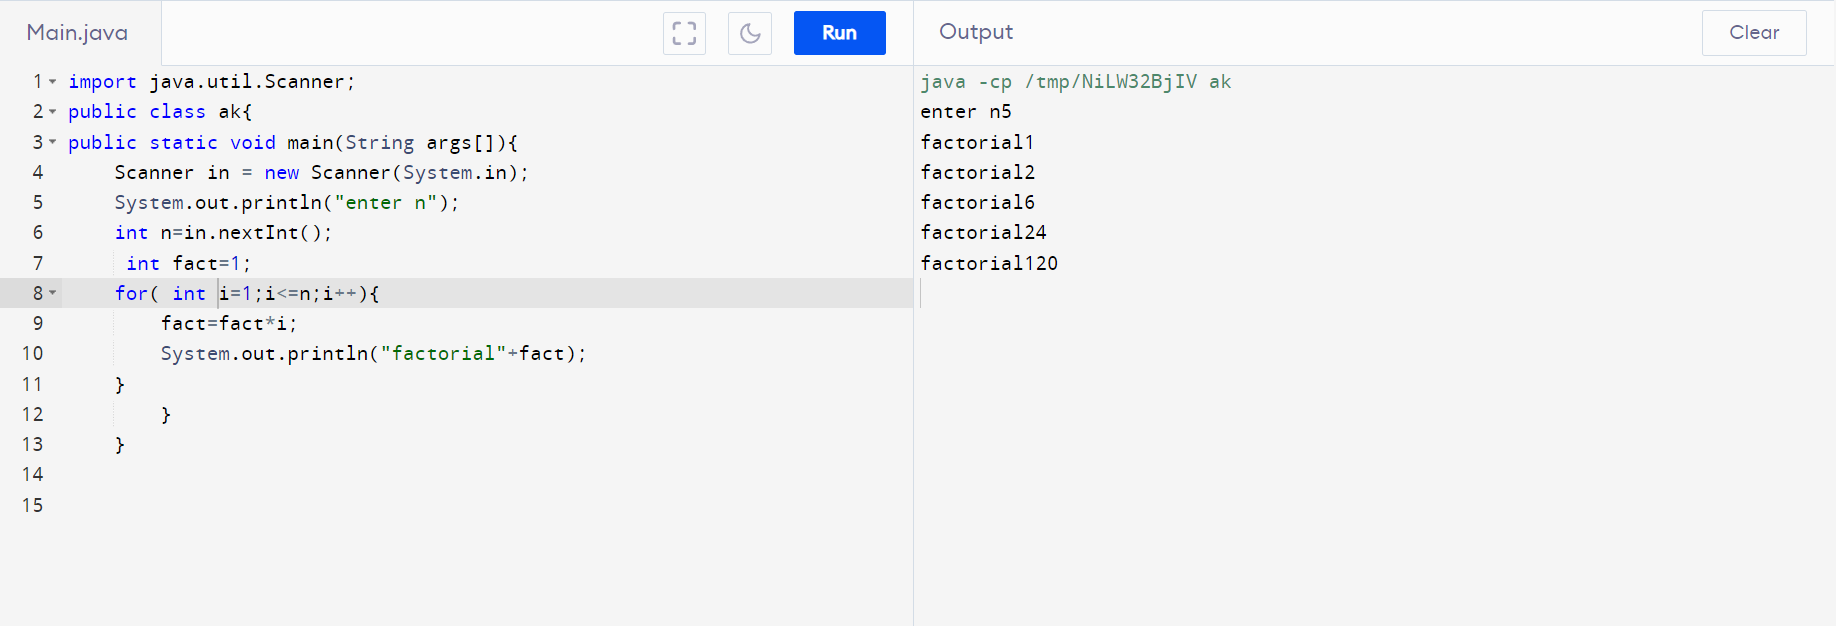 Main.java
Run
Output
Clear
1 import java.util.Scanner;
2 public class ak{
3 public static void main(String args[]){
4     Scanner in = new Scanner(System.in);
5     System.out.println("enter n");
6     int n=in.nextInt();
7      int fact=1;
8     for( int i=1;i<=n;i++){
9         fact=fact*i;
10         System.out.println("factorial"+fact);
11     }
12         }
13     }
14
15
java -cp /tmp/NiLW32BjIV ak
enter n5
factorial1
factorial2
factorial6
factorial24
factorial120